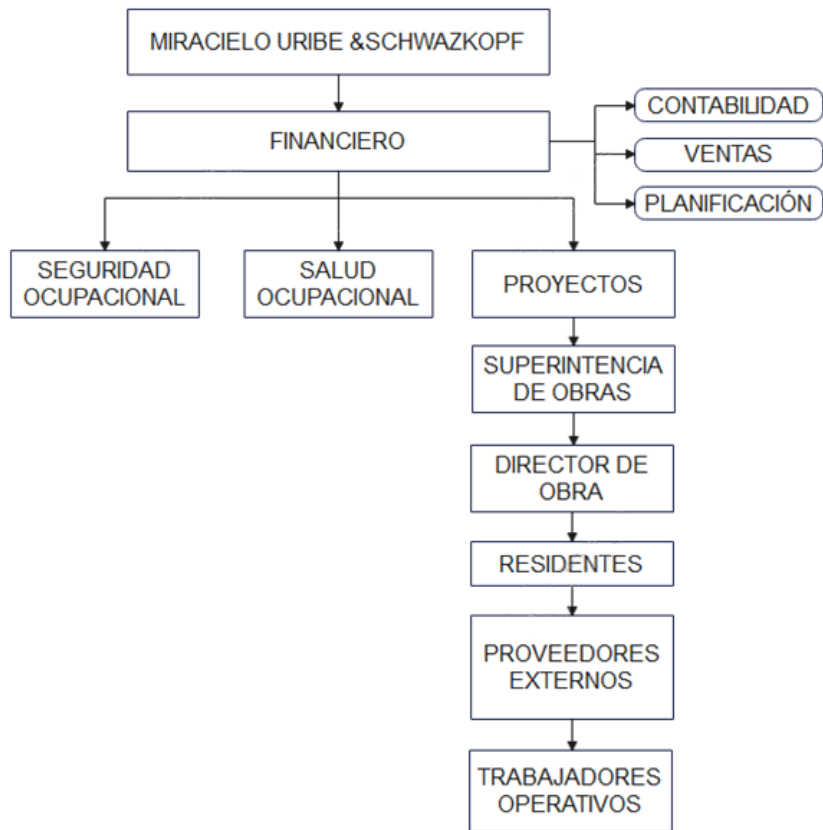 MIRACIELO URIBE &SCHWAZKOPF
FINANCIERO
CONTABILIDAD
VENTAS
PLANIFICACIÓN
SEGURIDAD
OCUPACIONAL
SALUD
OCUPACIONAL
PROYECTOS
SUPERINTENCIA
DE OBRAS
DIRECTOR DE
OBRA
RESIDENTES
PROVEEDORES
EXTERNOS
TRABAJADORES
OPERATIVOS